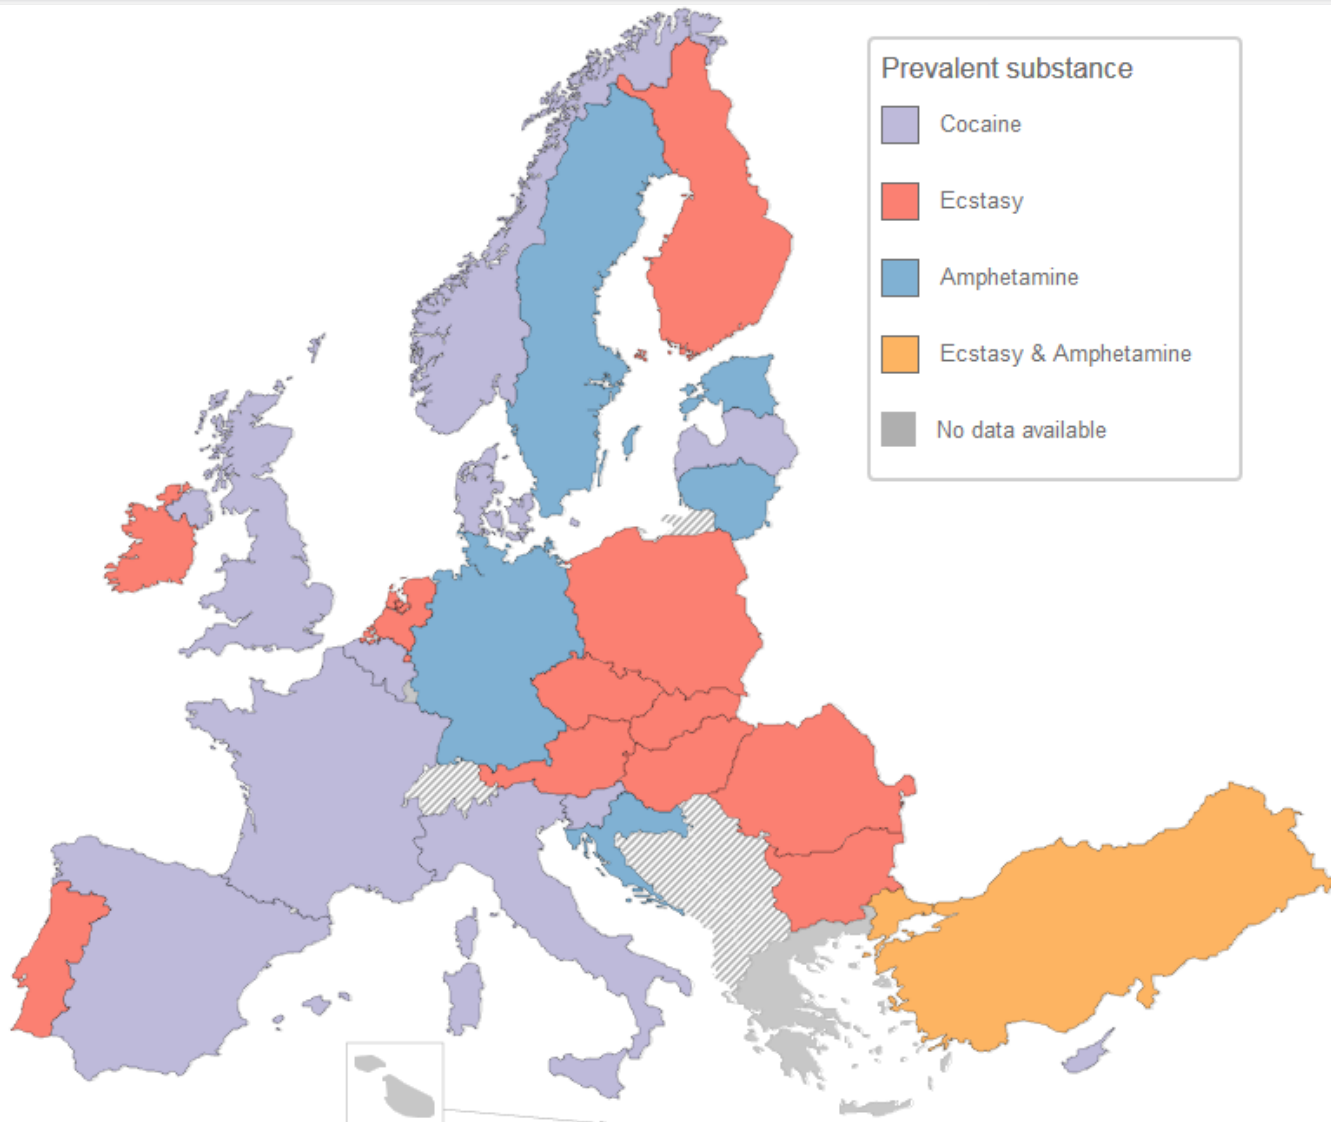 Prevalent substance
Cocaine
Ecstasy
Amphetamine
Ecstasy & Amphetamine
No data available